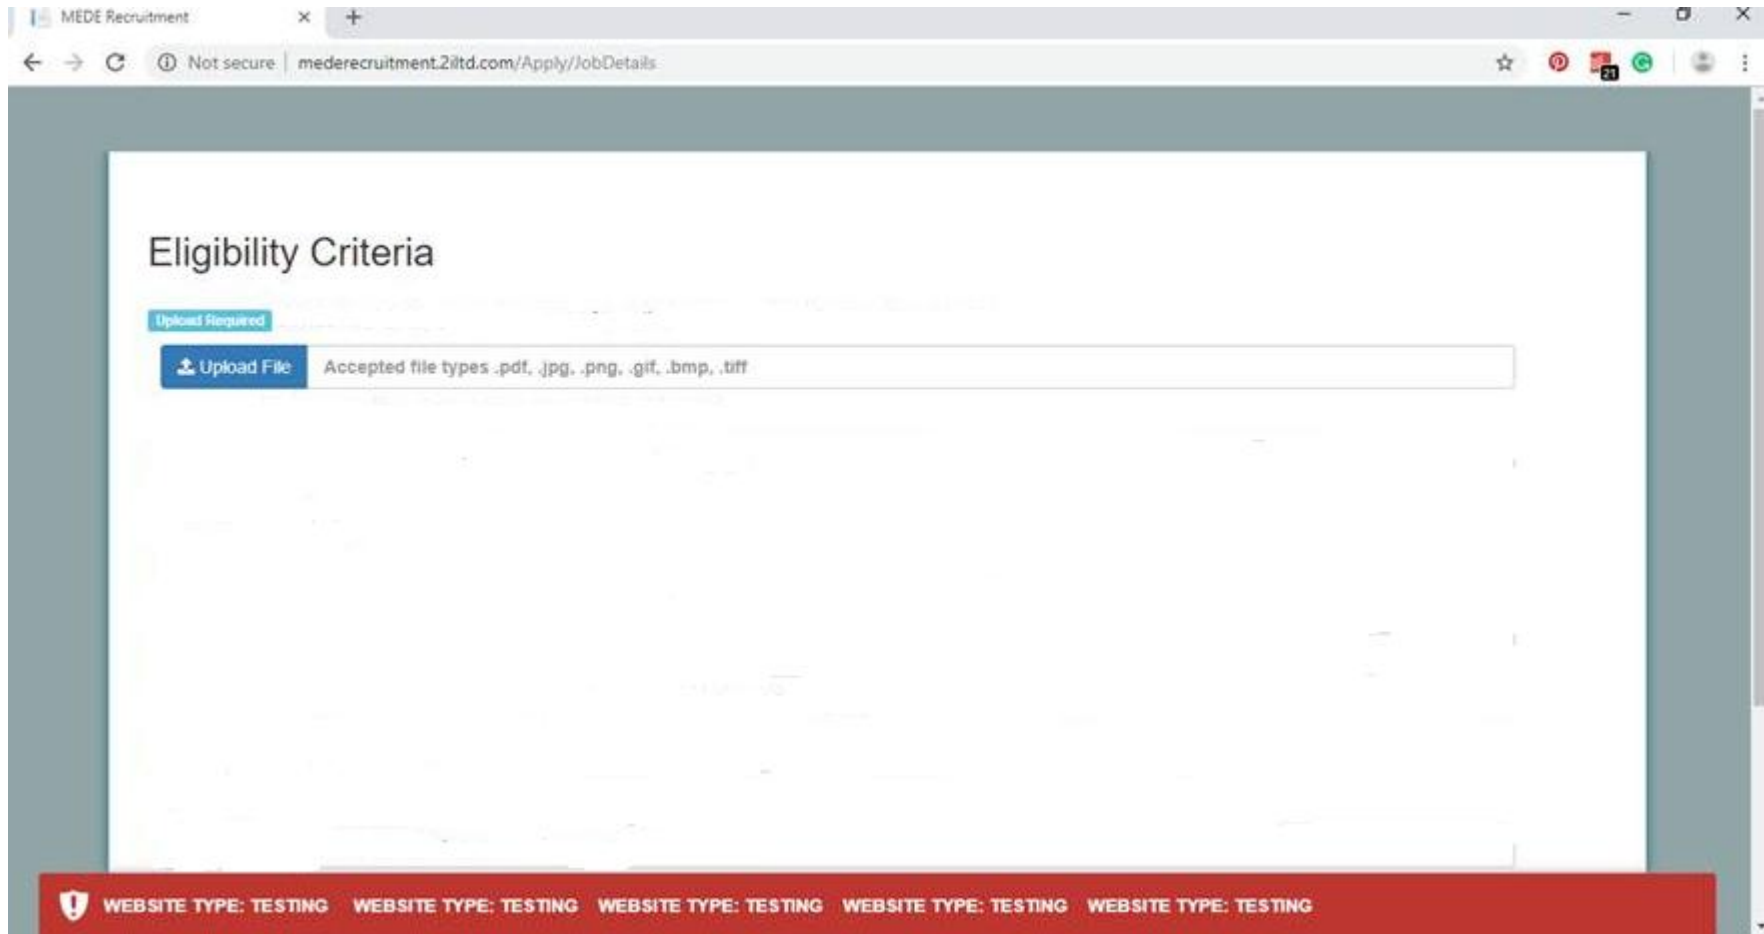 MEDE Recruitment
Not secure | mederecruitment.2iltd.com/Apply/JobDetails
21
Eligibility Criteria
Upload Required
Upload File Accepted file types .pdf, .jpg, .png, .gif, .bmp, .tiff
WEBSITE TYPE: TESTING WEBSITE TYPE: TESTING WEBSITE TYPE: TESTING WEBSITE TYPE: TESTING WEBSITE TYPE: TESTING